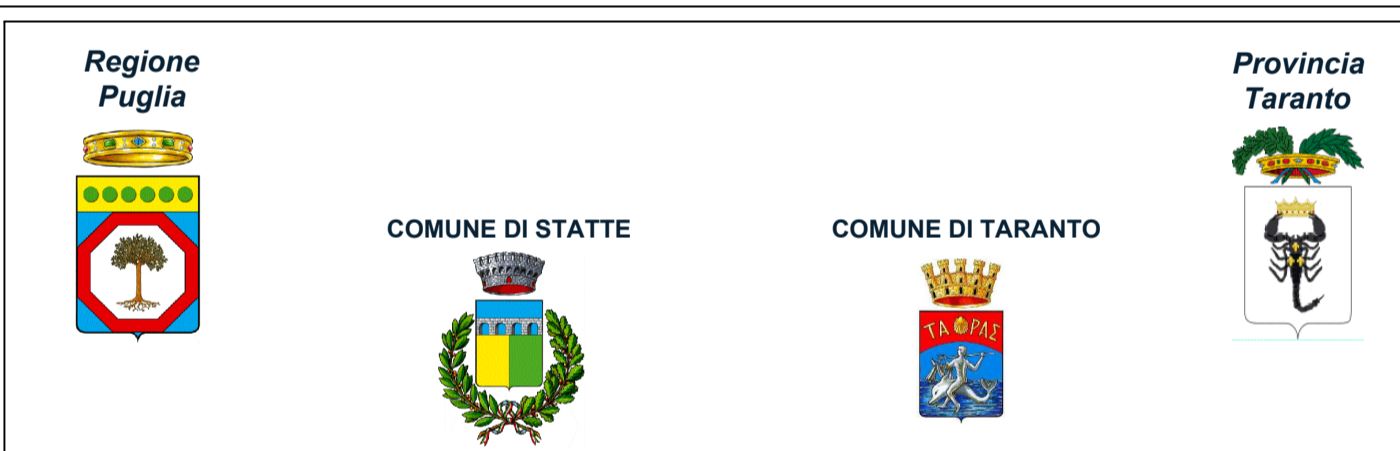 Regione
Puglia
Provincia
Taranto
COMUNE DI STATTE
COMUNE DI TARANTO
ΤΑΡΑΣ